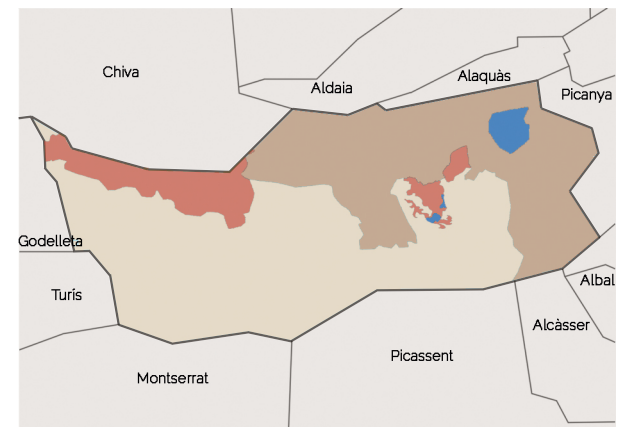 Chiva
Aldaia
Alaquàs
Picanya
Godelleta
Turís
Albal
Alcàsser
Picassent
Montserrat